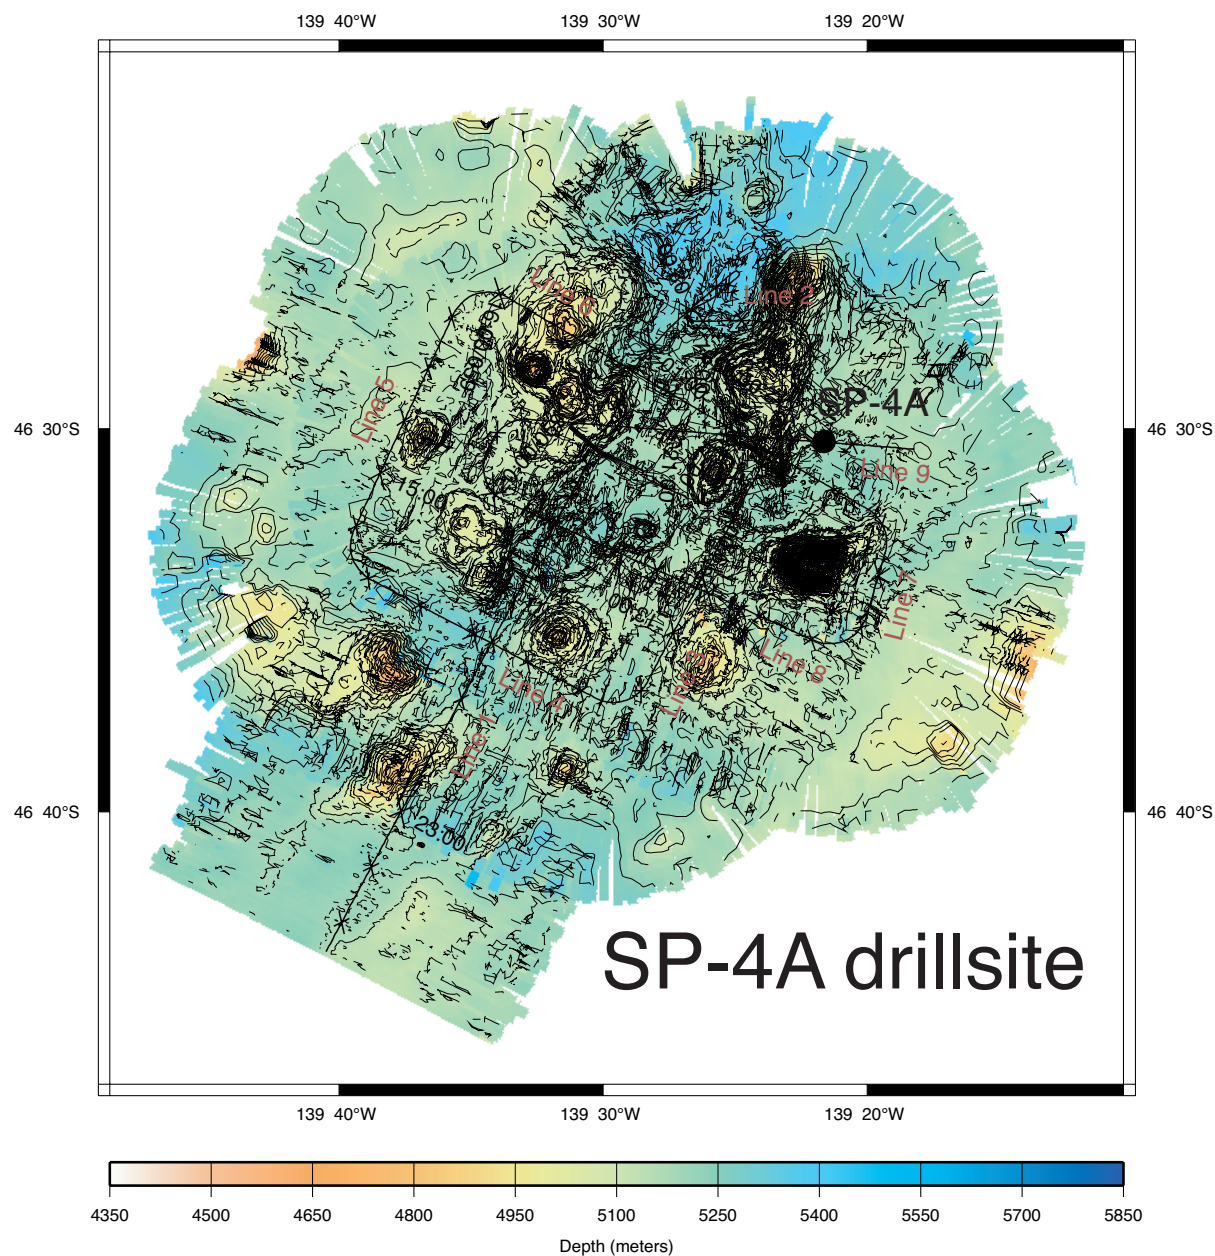 139 40°W
139 30°W
139 20°W
Line 6
Line 2
Line 5
SP-4A
46 30°S
46 30°S
Line 9
Line 7
Line 8
Line 3
Line 4
Line 1
46 40°S
46 40°S
23:00
SP-4A drillsite
139 40°W
139 30°W
139 20°W
4350
4500
4650
4800
4950
5100
5250
5400
5550
5700
5850
Depth (meters)